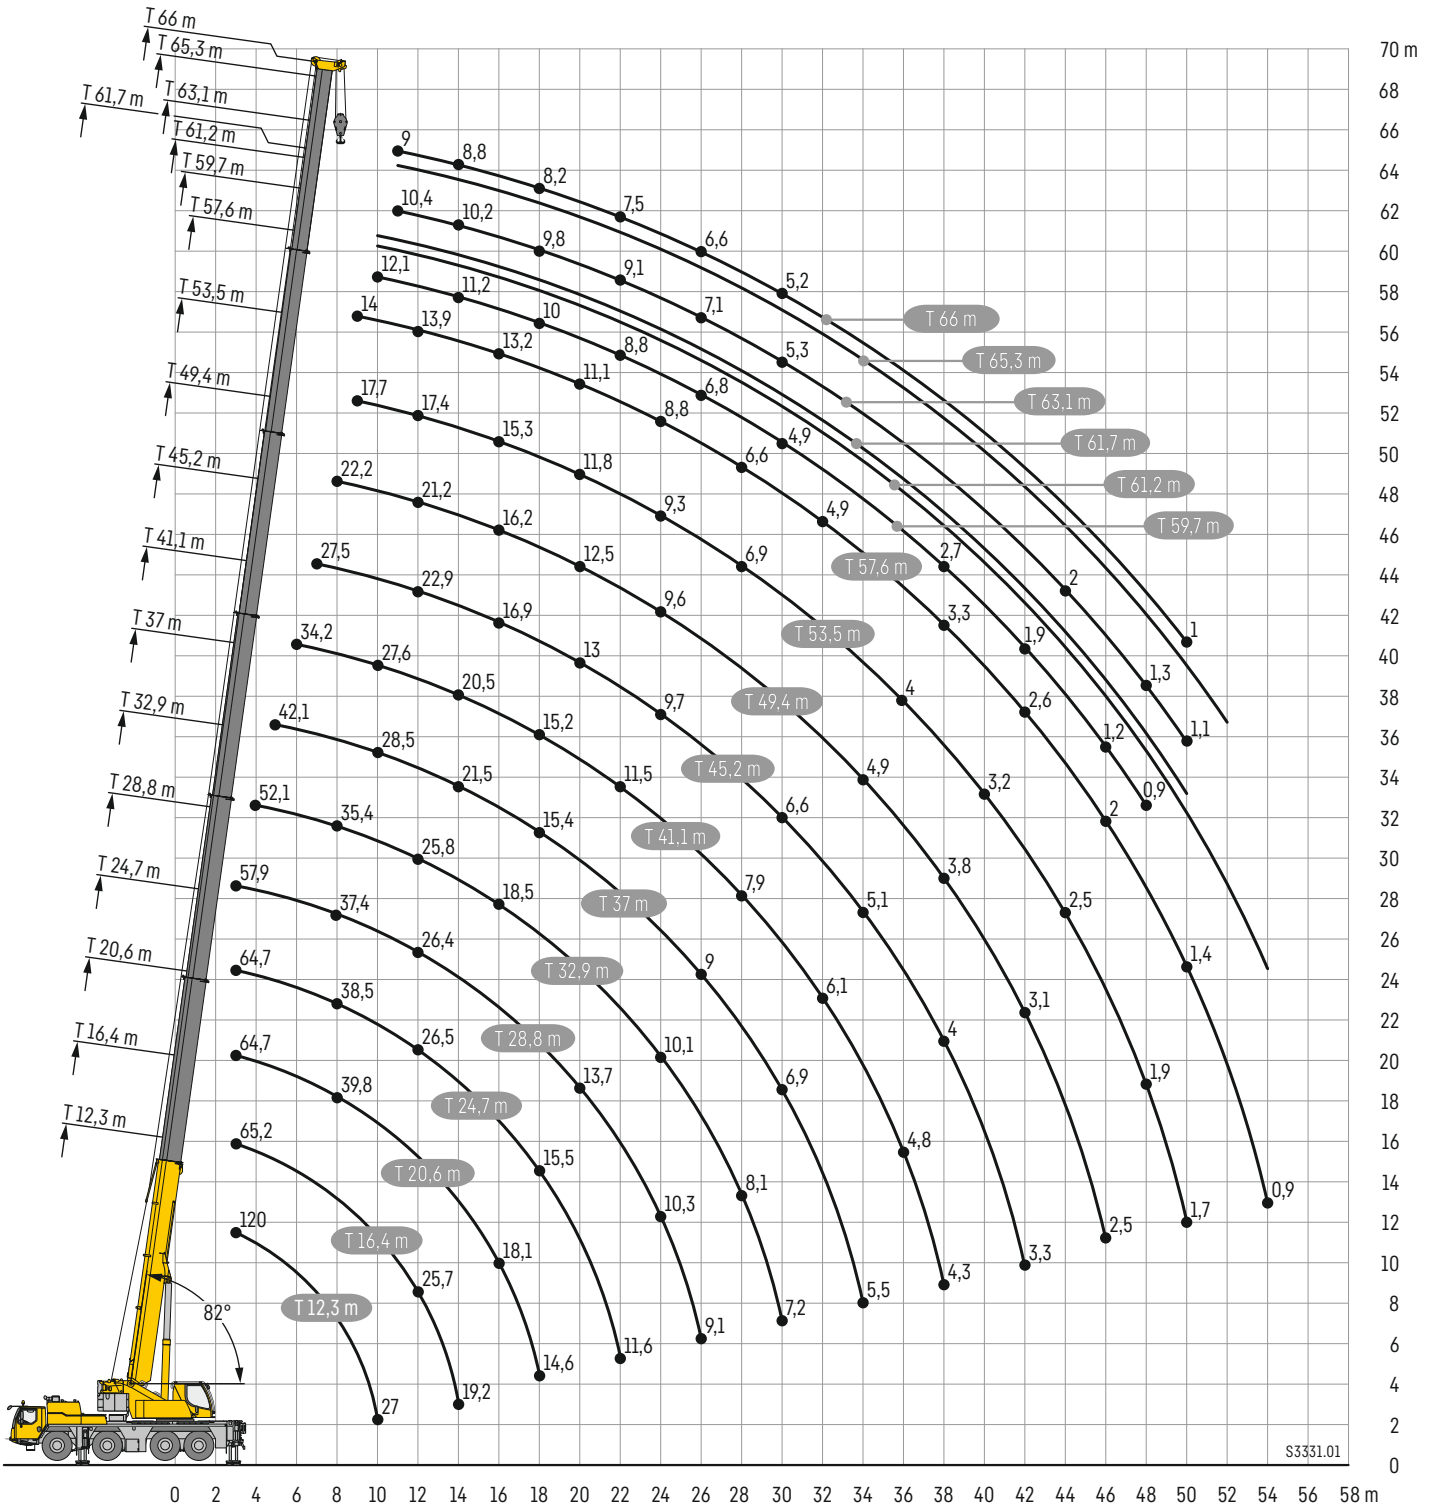 T 66 m
T 65,3 m
T 63,1 m
T 61,7 m
T 61,2 m
T 59,7 m
T 57,6 m
T 53,5 m
T 49,4 m
T 45,2 m
T 41,1 m
T 37 m
T 32,9 m
T 28,8 m
T 24,7 m
T 20,6 m
T 16,4 m
T 12,3 m
82°
9 8,8 8,2 7,5 6,6 5,2 1
10,4 10,2 9,8 9,1 7,1 5,3 2 1,3 1,1
12,1 11,2 10 8,8 6,8 4,9 2,7 1,9 1,2 0,9
14 13,9 13,2 11,1 8,8 6,6 4,9 3,3 2,6 2 1,4 0,9
17,7 17,4 15,3 11,8 9,3 6,9 4 3,2 2,5 1,9 1,7
22,2 21,2 16,2 12,5 9,6 4,9 3,8 3,1 2,5
27,5 22,9 16,9 13 9,7 6,6 5,1 4 3,3
34,2 27,6 20,5 15,2 11,5 7,9 6,1 4,8 4,3
42,1 28,5 21,5 15,4 9 6,9 5,5
52,1 35,4 25,8 18,5 10,1 8,1 7,2
57,9 37,4 26,4 13,7 10,3 9,1
64,7 38,5 26,5 15,5 11,6
64,7 39,8 18,1 14,6
65,2 25,7 19,2
120 27
T 66 m
T 65,3 m
T 63,1 m
T 61,7 m
T 61,2 m
T 59,7 m
T 57,6 m
T 53,5 m
T 49,4 m
T 45,2 m
T 41,1 m
T 37 m
T 32,9 m
T 28,8 m
T 24,7 m
T 20,6 m
T 16,4 m
T 12,3 m
70 m
68
66
64
62
60
58
56
54
52
50
48
46
44
42
40
38
36
34
32
30
28
26
24
22
20
18
16
14
12
10
8
6
4
2
0
S3331.01
0 2 4 6 8 10 12 14 16 18 20 22 24 26 28 30 32 34 36 38 40 42 44 46 48 50 52 54 56 58 m